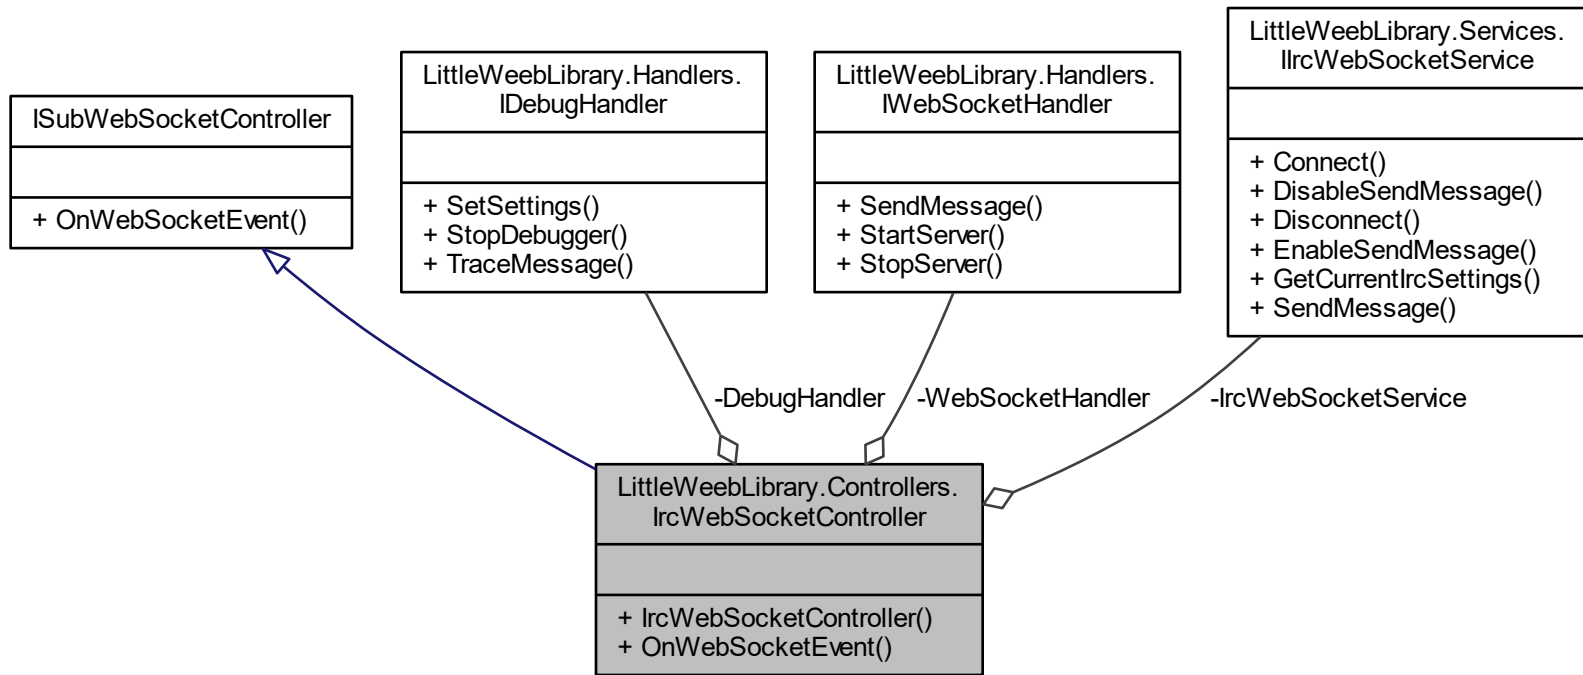 ISubWebSocketController
+ OnWebSocketEvent()
LittleWeebLibrary.Handlers.
IDebugHandler
+ SetSettings()
+ StopDebugger()
+ TraceMessage()
LittleWeebLibrary.Handlers.
IWebSocketHandler
+ SendMessage()
+ StartServer()
+ StopServer()
LittleWeebLibrary.Services.
IIrcWebSocketService
+ Connect()
+ DisableSendMessage()
+ Disconnect()
+ EnableSendMessage()
+ GetCurrentIrcSettings()
+ SendMessage()
-DebugHandler
-WebSocketHandler
-IrcWebSocketService
LittleWeebLibrary.Controllers.
IrcWebSocketController
+ IrcWebSocketController()
+ OnWebSocketEvent()